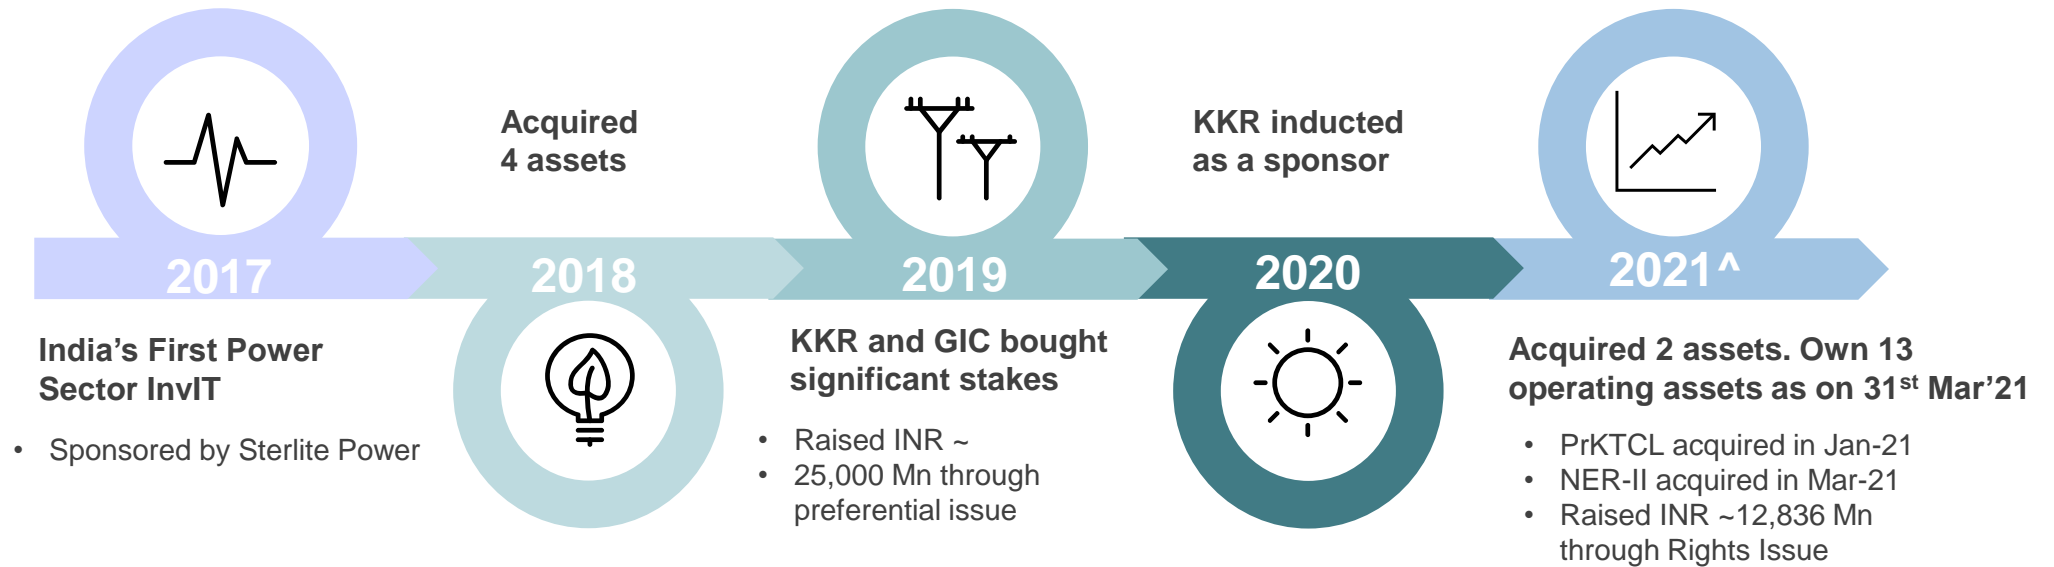 2017
India’s First Power
Sector InvIT
• Sponsored by Sterlite Power
Acquired
4 assets
2018
2019
KKR and GIC bought
significant stakes
• Raised INR ~
• 25,000 Mn through
preferential issue
KKR inducted
as a sponsor
2020
2021^
Acquired 2 assets. Own 13
operating assets as on 31st Mar’21
• PrKTCL acquired in Jan-21
• NER-II acquired in Mar-21
• Raised INR ~12,836 Mn
through Rights Issue